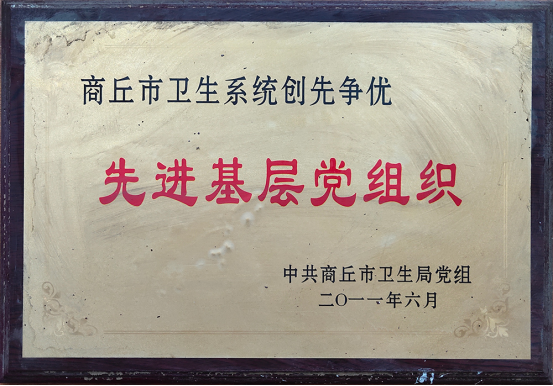 商丘市卫生系统创先争优
先进基层党组织
中共商丘市卫生局党组
二〇一一年六月